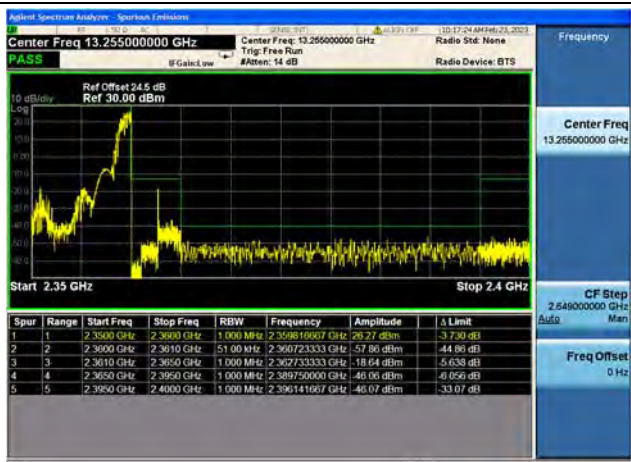 Agilent Spectrum Analyzer - Spurious Emissions
10:17:24 AM Feb 23, 2023
Center Freq 13.255000000 GHz
Center Freq: 13.255000000 GHz
Radio Std: None
Frequency
Trig: Free Run
PASS
IFGain:Low
#Atten: 14 dB
Radio Device: BTS
Ref Offset 24.5 dB
10 dB/div
Ref 30.00 dBm
Log
Center Freq
13.255000000 GHz
Start 2.35 GHz
Stop 2.4 GHz
CF Step
2.649000000 GHz
Auto Man
Spur Range Start Freq Stop Freq RBW Frequency Amplitude Δ Limit
1 1 2.3500 GHz 2.3600 GHz 1.000 MHz 2.359816667 GHz 26.27 dBm -3.730 dB
2 2 2.3600 GHz 2.3610 GHz 51.00 kHz 2.360723333 GHz -57.86 dBm -44.86 dB
3 3 2.3610 GHz 2.3650 GHz 1.000 MHz 2.362733333 GHz -18.64 dBm -5.638 dB
4 4 2.3650 GHz 2.3950 GHz 1.000 MHz 2.389750000 GHz -46.06 dBm -6.056 dB
5 5 2.3950 GHz 2.4000 GHz 1.000 MHz 2.396141667 GHz -46.07 dBm -33.07 dB
Freq Offset
0 Hz